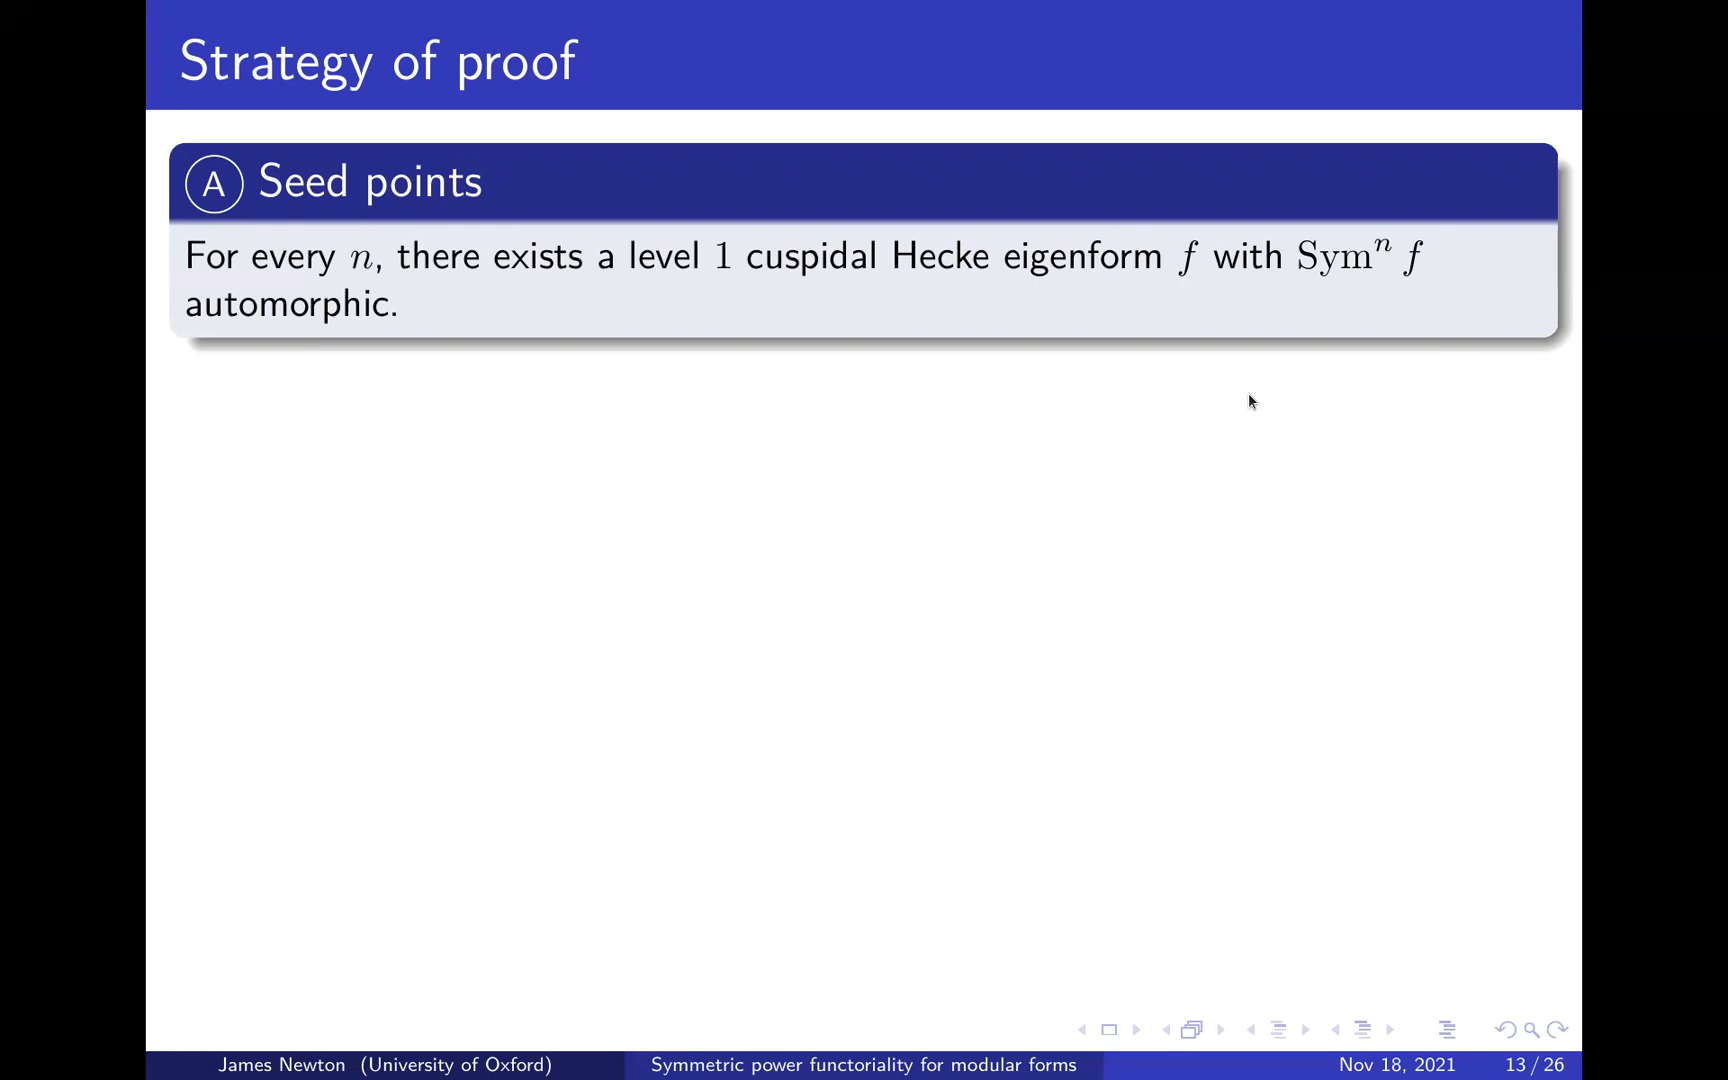 Strategy of proof
A Seed points
For every n, there exists a level 1 cuspidal Hecke eigenform f with Symⁿ f
automorphic.
James Newton (University of Oxford) Symmetric power functoriality for modular forms Nov 18, 2021 13 / 26